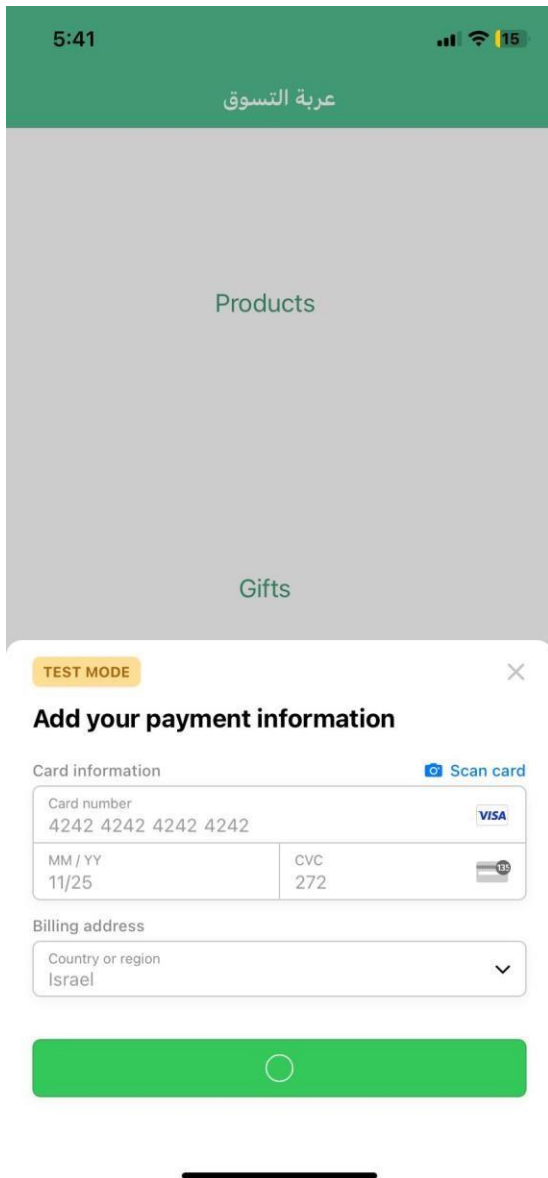 5:41
15
عربة التسوق
Products
Gifts
TEST MODE
Add your payment information
Card information
Scan card
Card number
4242 4242 4242 4242
VISA
MM / YY
11/25
CVC
272
135
Billing address
Country or region
Israel